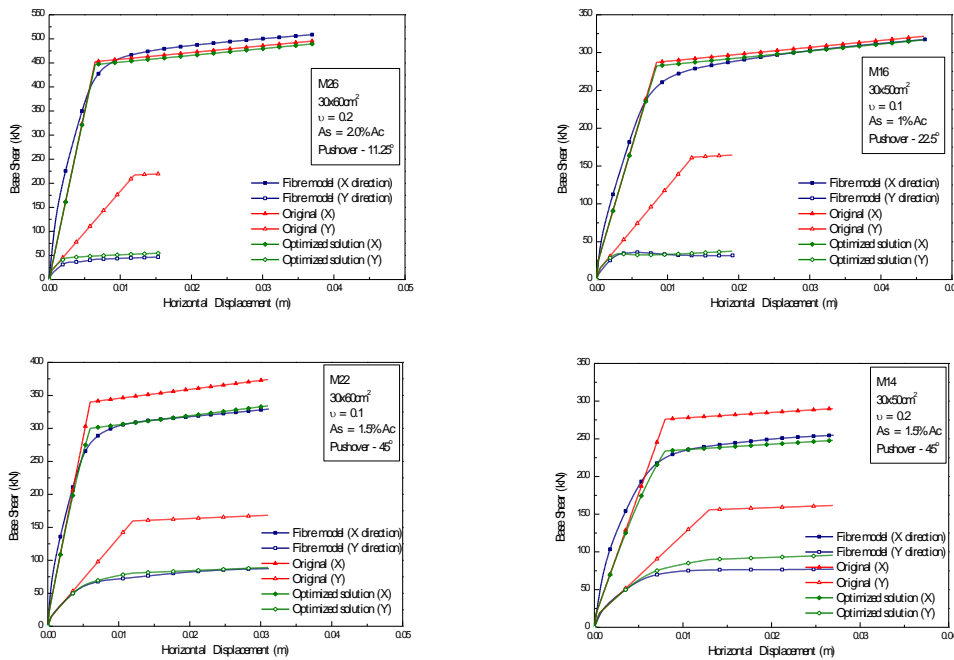 550
500
450
400
350
300
250
200
150
100
50
0
0.00 0.01 0.02 0.03 0.04 0.05
Base Shear (kN)
Horizontal Displacement (m)
M26
30x60cm²
υ = 0.2
As = 2.0% Ac
Pushover - 11.25º
Fibre model (X direction)
Fibre model (Y direction)
Original (X)
Original (Y)
Optimized solution (X)
Optimized solution (Y)
350
300
250
200
150
100
50
0
0.00 0.01 0.02 0.03 0.04
Base Shear (kN)
Horizontal Displacement (m)
M16
30x50cm²
υ = 0.1
As = 1% Ac
Pushover - 22.5º
Fibre model (X direction)
Fibre model (Y direction)
Original (X)
Original (Y)
Optimized solution (X)
Optimized solution (Y)
400
350
300
250
200
150
100
50
0
0.00 0.01 0.02 0.03 0.04 0.05
Base Shear (kN)
Horizontal Displacement (m)
M22
30x60cm²
υ = 0.1
As = 1.5% Ac
Pushover - 45º
Fibre model (X direction)
Fibre model (Y direction)
Original (X)
Original (Y)
Optimized solution (X)
Optimized solution (Y)
350
300
250
200
150
100
50
0
0.00 0.01 0.02 0.03 0.04
Base Shear (kN)
Horizontal Displacement (m)
M14
30x50cm²
υ = 0.2
As = 1.5% Ac
Pushover - 45º
Fibre model (X direction)
Fibre model (Y direction)
Original (X)
Original (Y)
Optimized solution (X)
Optimized solution (Y)